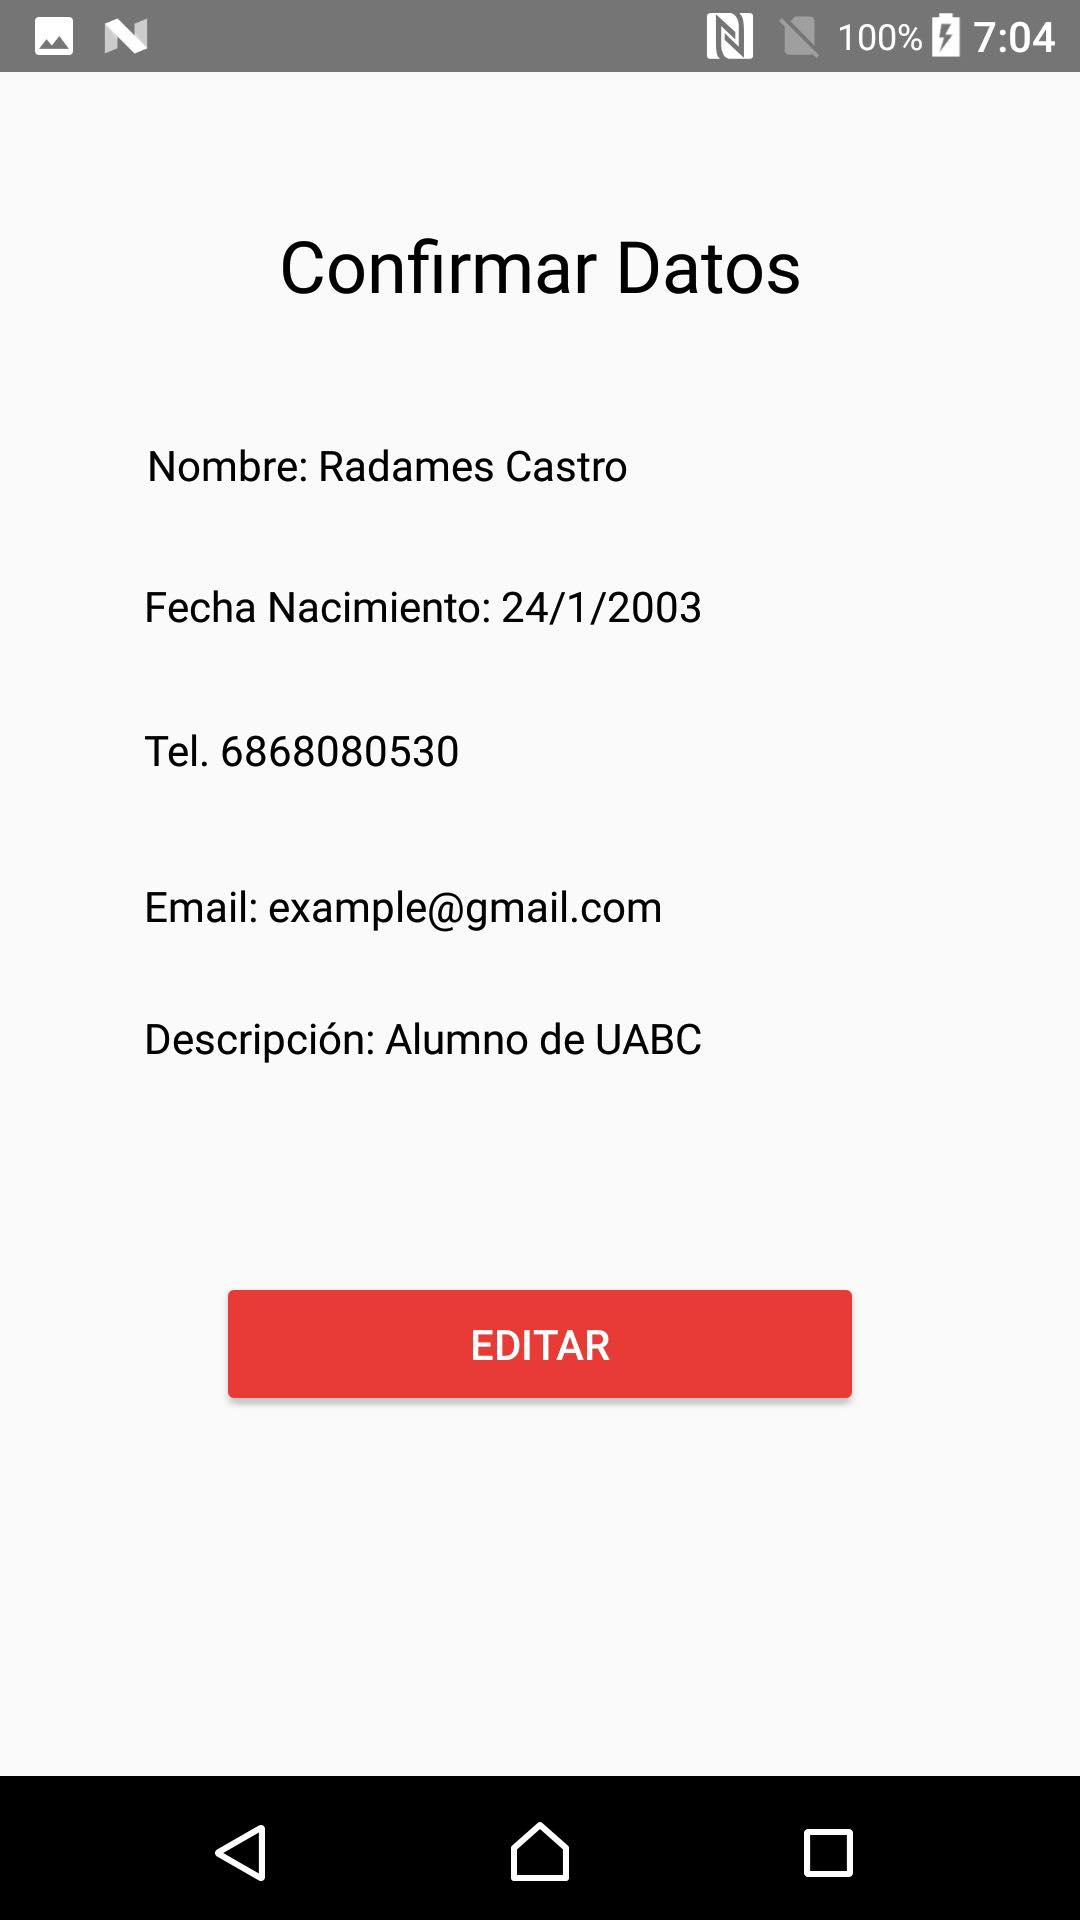 100% 7:04
Confirmar Datos
Nombre: Radames Castro
Fecha Nacimiento: 24/1/2003
Tel. 6868080530
Email: example@gmail.com
Descripción: Alumno de UABC
EDITAR